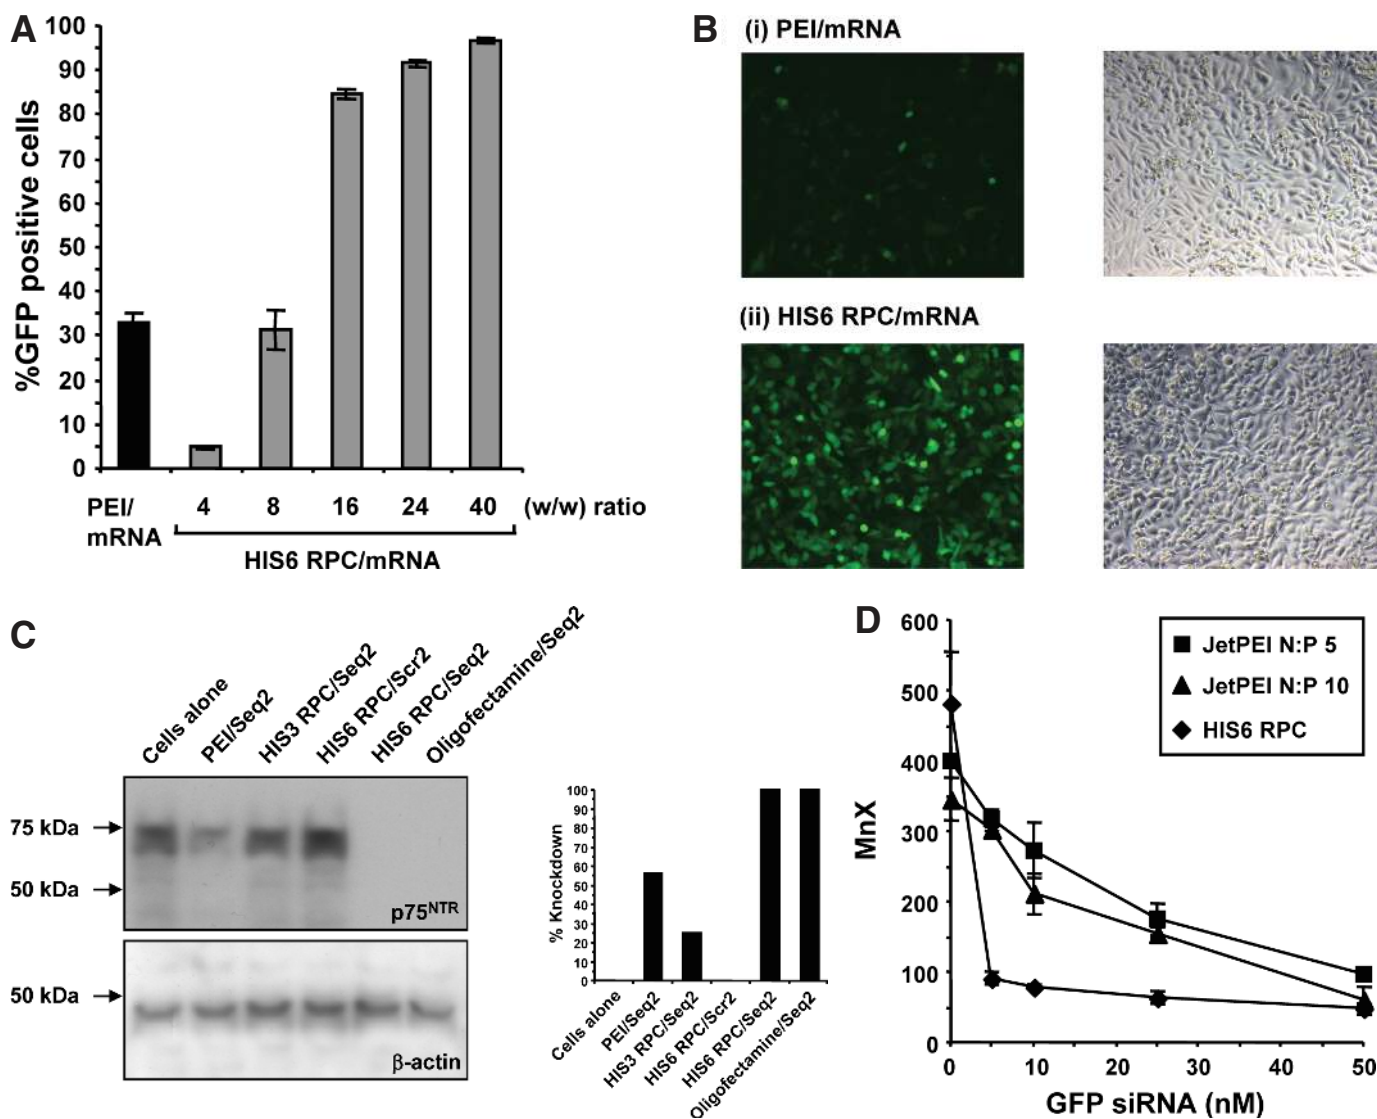 A
%GFP positive cells
100
90
80
70
60
50
40
30
20
10
0
PEI/
mRNA
4 8 16 24 40 (w/w) ratio
HIS6 RPC/mRNA
B
(i) PEI/mRNA
(ii) HIS6 RPC/mRNA
C
Cells alone
PEI/Seq2
HIS3 RPC/Seq2
HIS6 RPC/Scr2
HIS6 RPC/Seq2
Oligofectamine/Seq2
75 kDa
50 kDa
p75NTR
50 kDa
β-actin
% Knockdown
100
90
80
70
60
50
40
30
20
10
0
Cells alone
PEI/Seq2
HIS3 RPC/Seq2
HIS6 RPC/Scr2
HIS6 RPC/Seq2
Oligofectamine/Seq2
D
MnX
600
500
400
300
200
100
0
0 10 20 30 40 50
GFP siRNA (nM)
JetPEI N:P 5
JetPEI N:P 10
HIS6 RPC